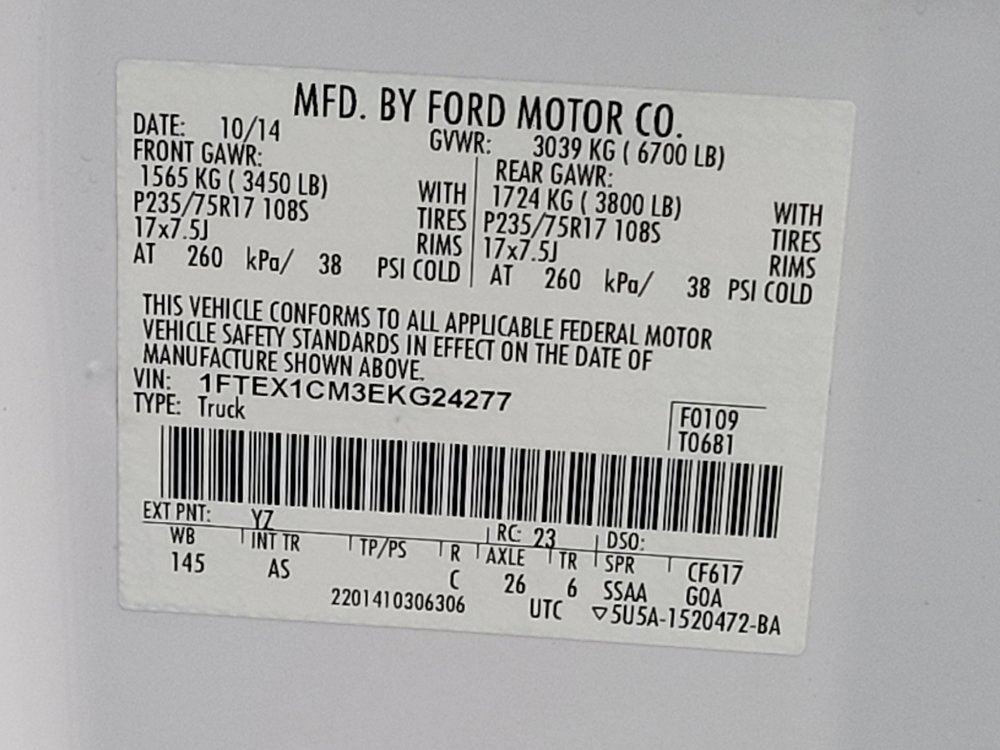 MFD. BY FORD MOTOR CO.
DATE: 10/14 GVWR: 3039 KG ( 6700 LB)
FRONT GAWR: REAR GAWR:
1565 KG ( 3450 LB) WITH 1724 KG ( 3800 LB) WITH
P235/75R17 108S TIRES P235/75R17 108S TIRES
17x7.5J RIMS 17x7.5J RIMS
AT 260 kPa/ 38 PSI COLD AT 260 kPa/ 38 PSI COLD
THIS VEHICLE CONFORMS TO ALL APPLICABLE FEDERAL MOTOR
VEHICLE SAFETY STANDARDS IN EFFECT ON THE DATE OF
MANUFACTURE SHOWN ABOVE.
VIN: 1FTEX1CM3EKG24277
TYPE: Truck
F0109
T0681
EXT PNT: YZ RC: 23 DSO:
WB INT TR TP/PS R AXLE TR SPR CF617
145 AS C 26 6 SSAA GOA
2201410306306 UTC ▽5U5A-1520472-BA